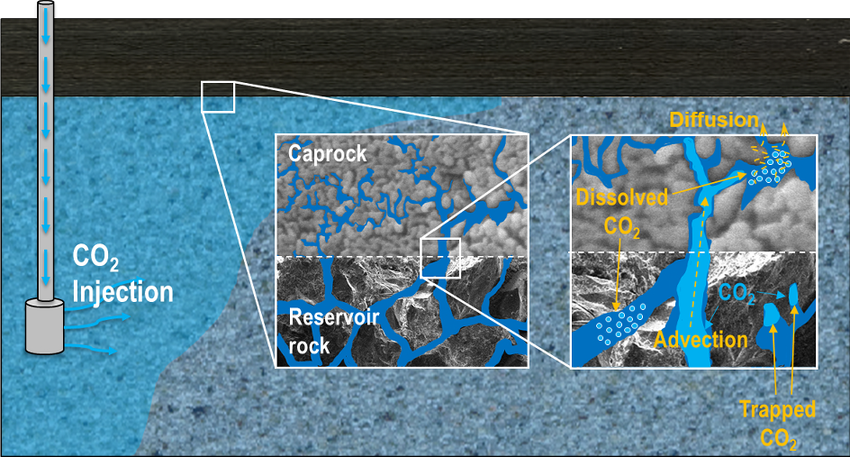 CO2
Injection
Caprock
Reservoir
rock
Diffusion
Dissolved
CO2
CO2
Advection
Trapped
CO2